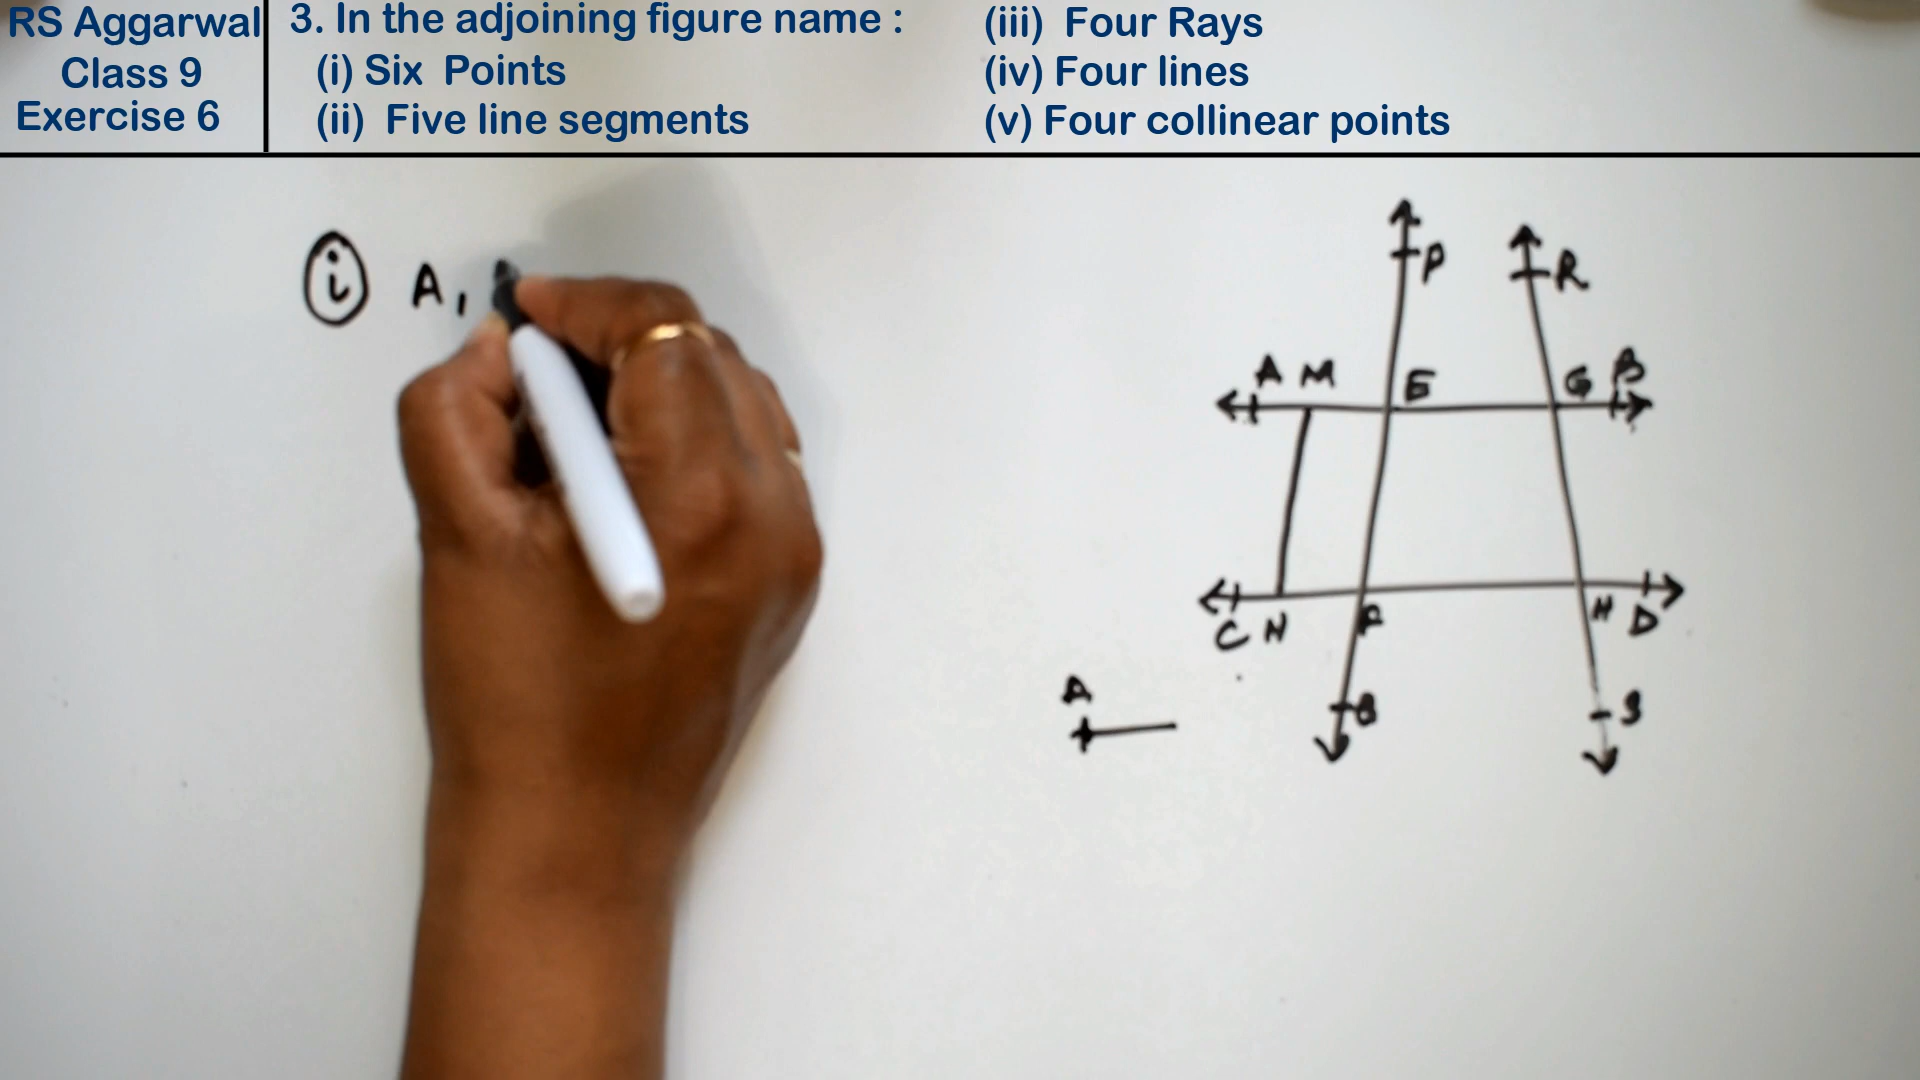 RS Aggarwal
Class 9
Exercise 6
3. In the adjoining figure name :
(i) Six Points
(ii) Five line segments
(iii) Four Rays
(iv) Four lines
(v) Four collinear points
i A,
P
R
A M E G B
C N F H D
A
S